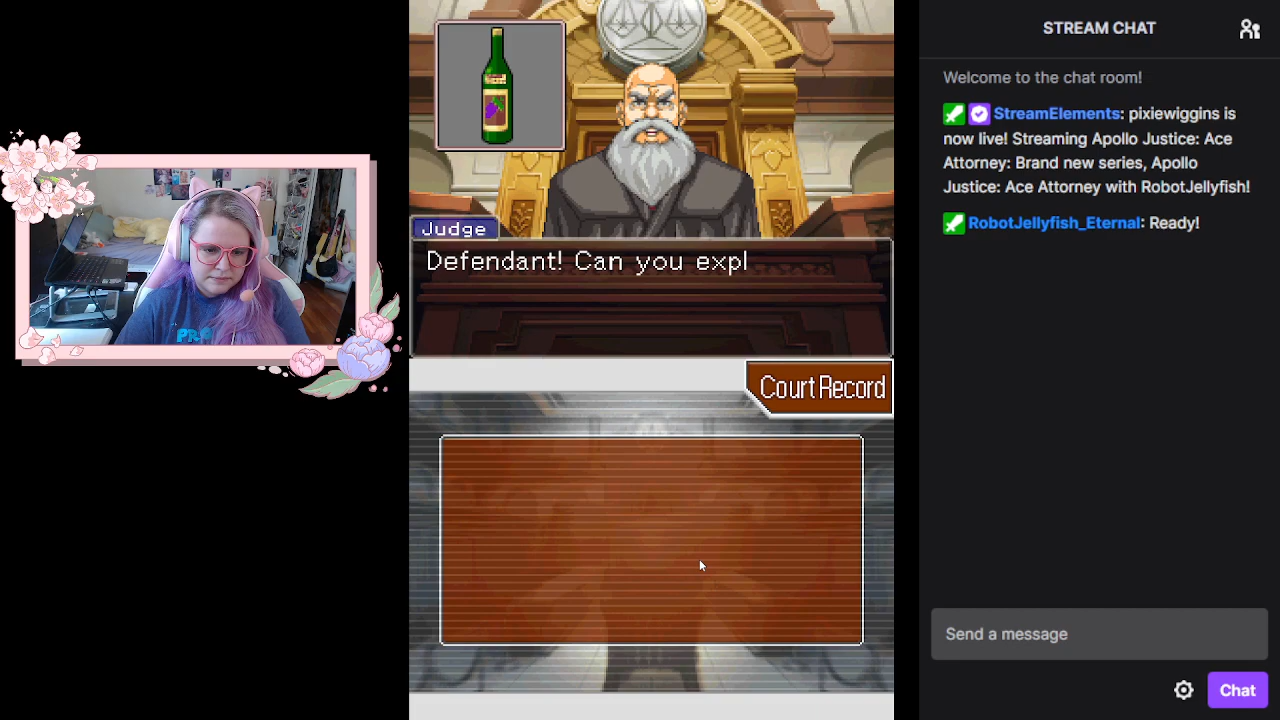 Judge
Defendant! Can you expl
Court Record
PRO
STREAM CHAT
Welcome to the chat room!
StreamElements: pixiewiggins is
now live! Streaming Apollo Justice: Ace
Attorney: Brand new series, Apollo
Justice: Ace Attorney with RobotJellyfish!
RobotJellyfish_Eternal: Ready!
Send a message
Chat